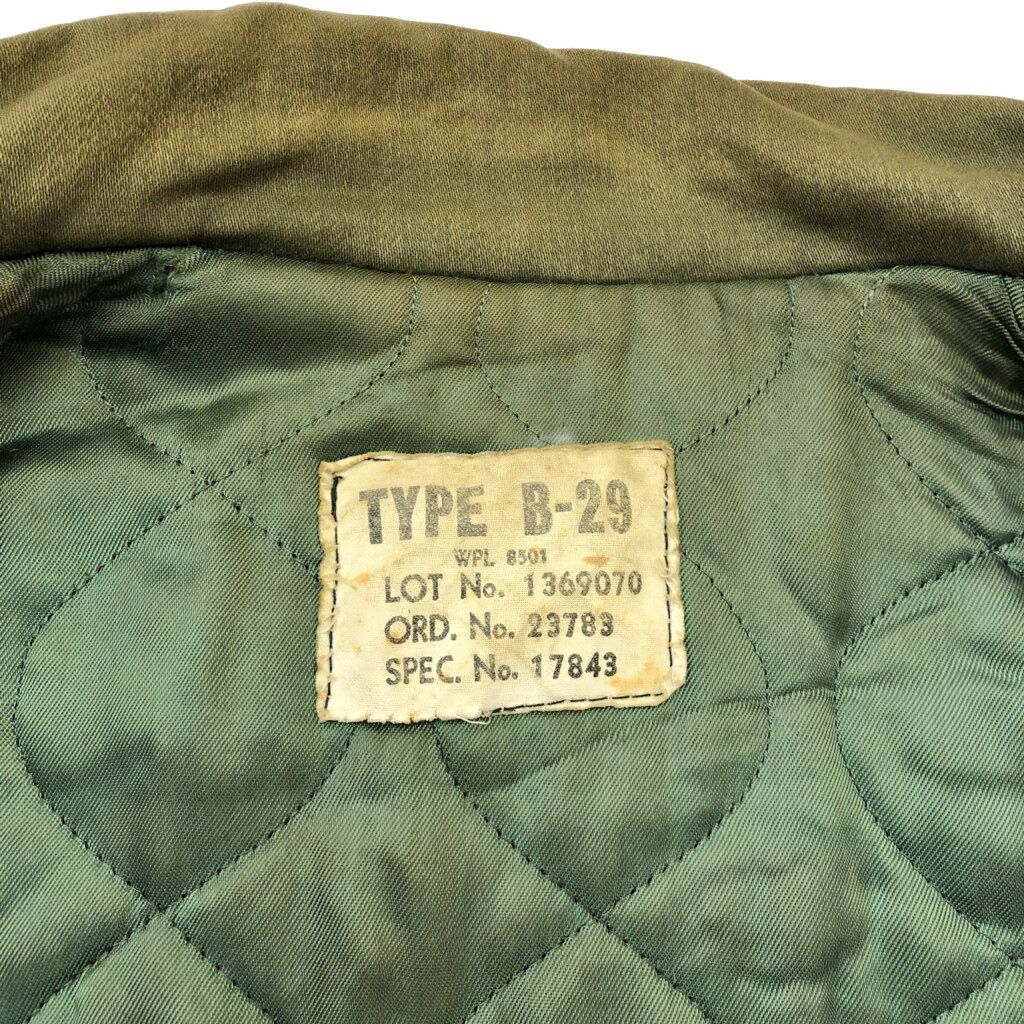 TYPE B-29
WPL 8501
LOT No. 1369070
ORD. No. 23783
SPEC. No. 17843